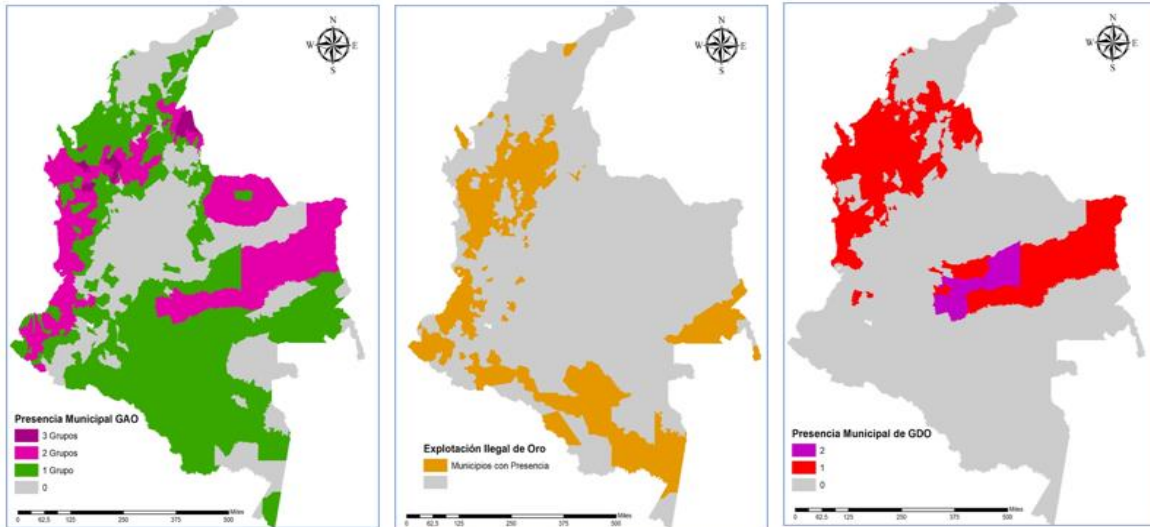 N
W E
S
Presencia Municipal GAO
3 Grupos
2 Grupos
1 Grupo
0
Miles
0 62,5 125 250 375 500
N
W E
S
Explotación Ilegal de Oro
Municipios con Presencia
Miles
0 62,5 125 250 375 500
N
W E
S
Presencia Municipal de GDO
2
1
0
Miles
0 62,5 125 250 375 500